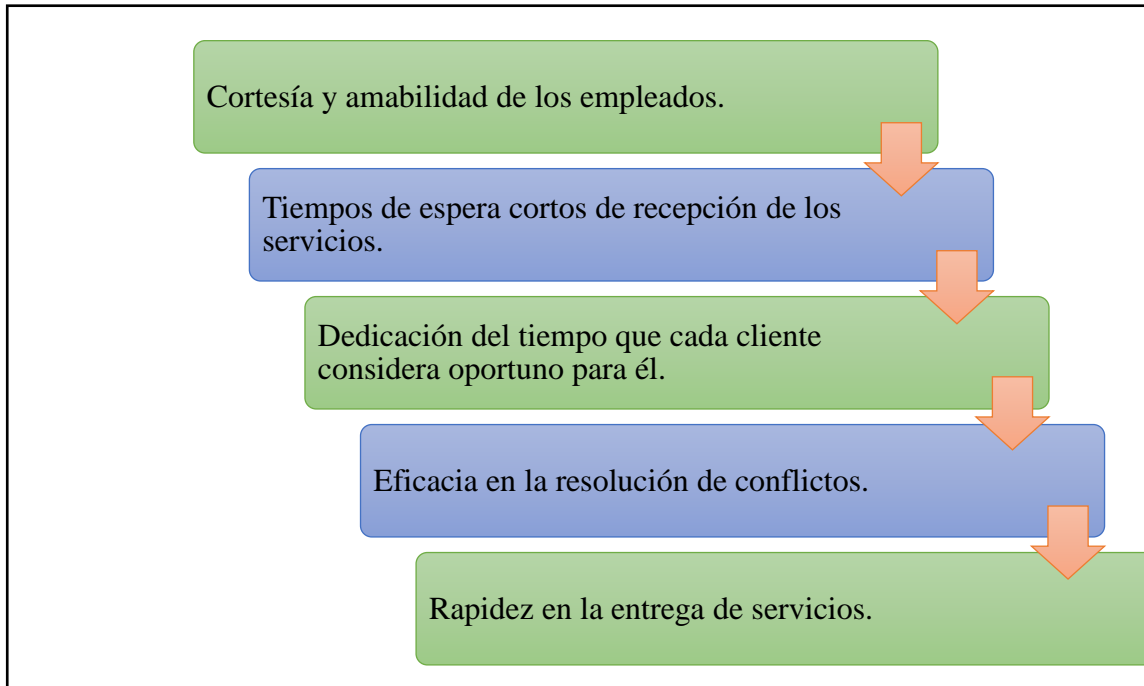 Cortesía y amabilidad de los empleados.
Tiempos de espera cortos de recepción de los
servicios.
Dedicación del tiempo que cada cliente
considera oportuno para él.
Eficacia en la resolución de conflictos.
Rapidez en la entrega de servicios.